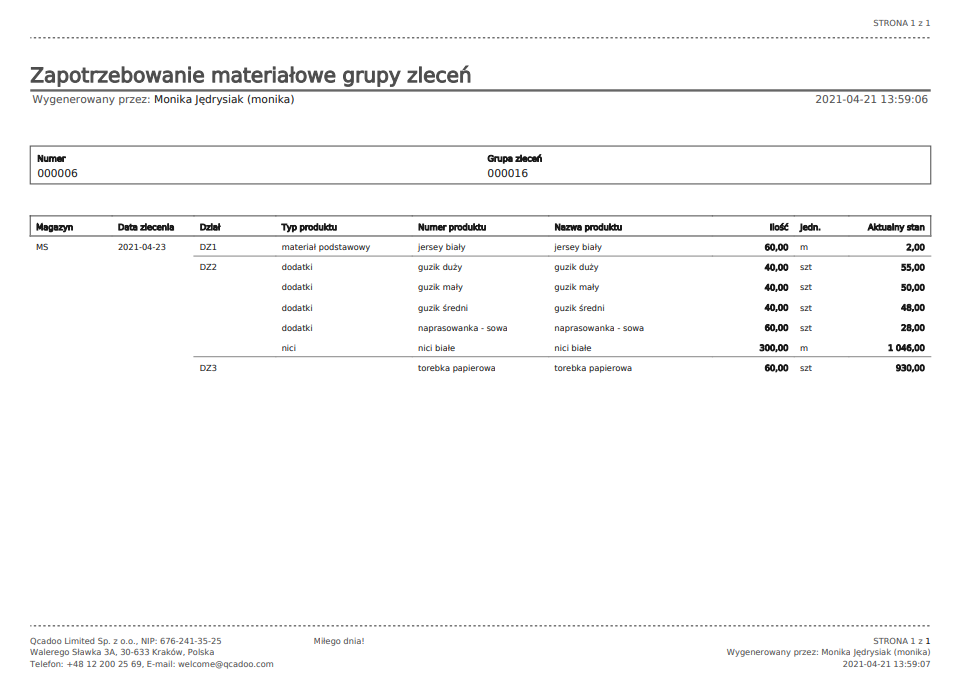 STRONA 1 z 1
Zapotrzebowanie materiałowe grupy zleceń
Wygenerowany przez: Monika Jędrysiak (monika) 2021-04-21 13:59:06
Numer Grupa zleceń
000006 000016
Magazyn Data zlecenia Dział Typ produktu Numer produktu Nazwa produktu Ilość Jedn. Aktualny stan
MS 2021-04-23 DZ1 materiał podstawowy jersey biały jersey biały 60,00 m 2,00
DZ2 dodatki guzik duży guzik duży 40,00 szt 55,00
dodatki guzik mały guzik mały 40,00 szt 50,00
dodatki guzik średni guzik średni 40,00 szt 48,00
dodatki naprasowanka - sowa naprasowanka - sowa 60,00 szt 28,00
nici nici białe nici białe 300,00 m 1 046,00
DZ3 torebka papierowa torebka papierowa 60,00 szt 930,00
Qcadoo Limited Sp. z o.o., NIP: 676-241-35-25 Miłego dnia! STRONA 1 z 1
Walerego Sławka 3A, 30-633 Kraków, Polska Wygenerowany przez: Monika Jędrysiak (monika)
Telefon: +48 12 200 25 69, E-mail: welcome@qcadoo.com 2021-04-21 13:59:07